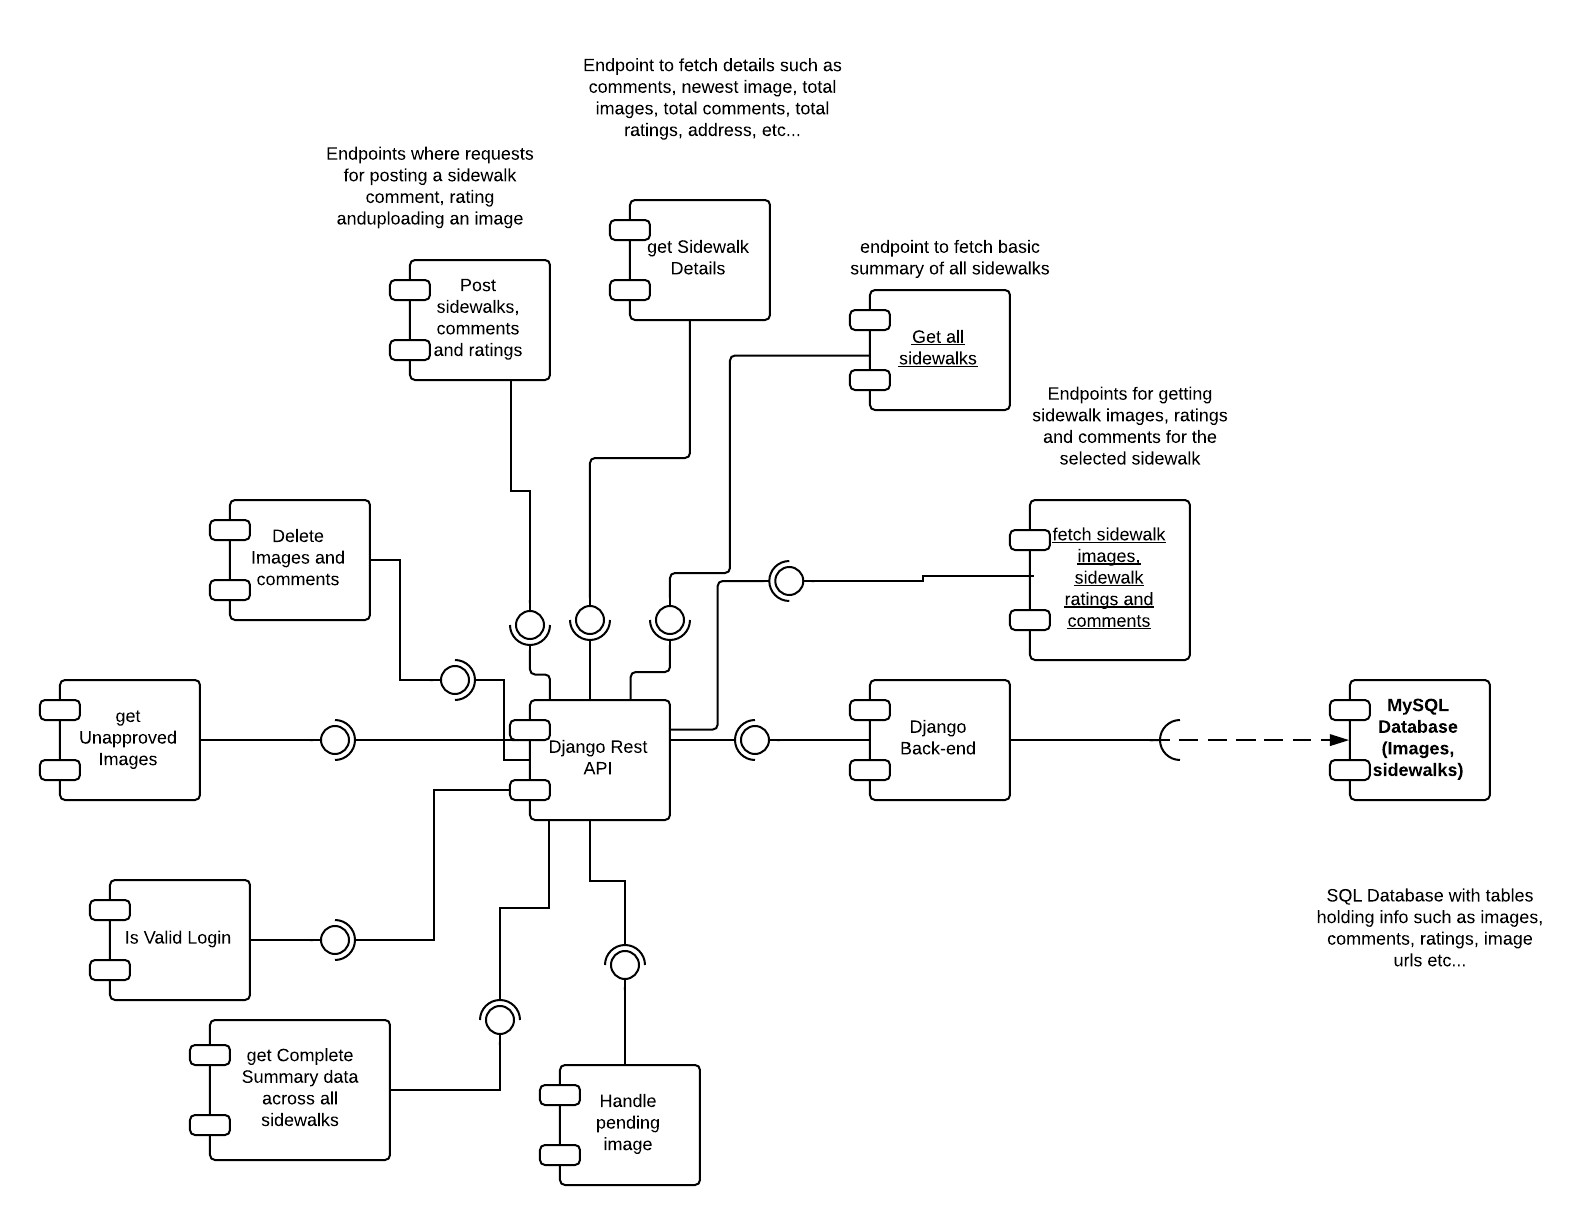 Endpoint to fetch details such as
comments, newest image, total
images, total comments, total
ratings, address, etc...
Endpoints where requests
for posting a sidewalk
comment, rating
anduploading an image
get Sidewalk
Details
endpoint to fetch basic
summary of all sidewalks
Post
sidewalks,
comments
and ratings
Get all
sidewalks
Endpoints for getting
sidewalk images, ratings
and comments for the
selected sidewalk
Delete
Images and
comments
fetch sidewalk
images,
sidewalk
ratings and
comments
get
Unapproved
Images
Django Rest
API
Django
Back-end
MySQL
Database
(Images,
sidewalks)
Is Valid Login
SQL Database with tables
holding info such as images,
comments, ratings, image
urls etc...
get Complete
Summary data
across all
sidewalks
Handle
pending
image